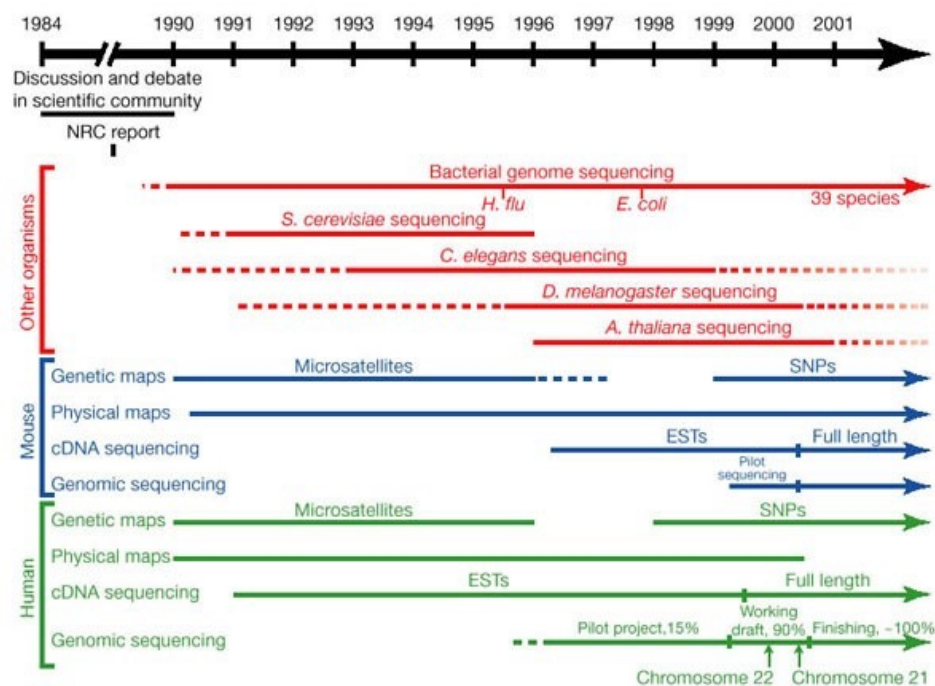 1984 1990 1991 1992 1993 1994 1995 1996 1997 1998 1999 2000 2001
Discussion and debate
in scientific community
NRC report
Other organisms
Bacterial genome sequencing
H. flu E. coli 39 species
S. cerevisiae sequencing
C. elegans sequencing
D. melanogaster sequencing
A. thaliana sequencing
Mouse
Genetic maps Microsatellites SNPs
Physical maps
cDNA sequencing ESTs Full length
Pilot
sequencing
Genomic sequencing
Human
Genetic maps Microsatellites SNPs
Physical maps
cDNA sequencing ESTs Full length
Genomic sequencing Pilot project,15%
Working
draft, 90%
Finishing, ~100%
Chromosome 22 Chromosome 21